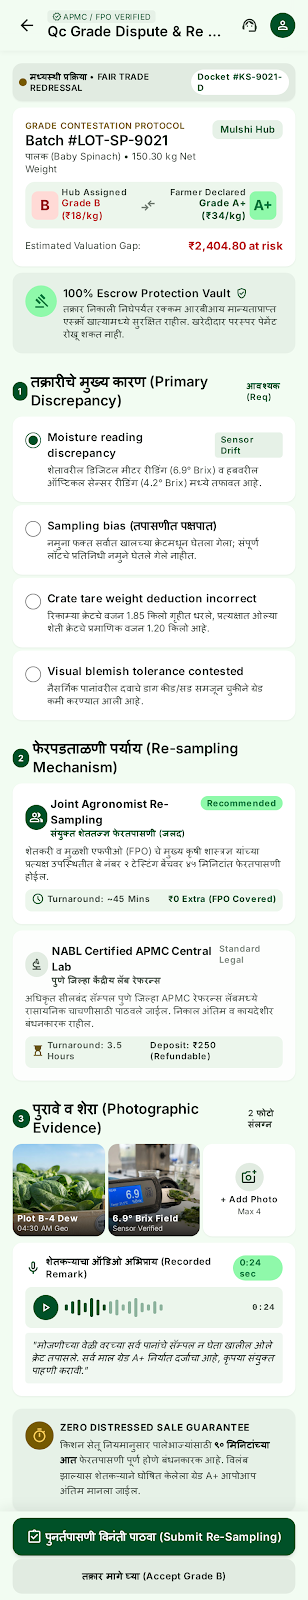 APMC / FPO VERIFIED
Qc Grade Dispute & Re ...
मध्यस्थी प्रक्रिया • FAIR TRADE
REDRESSAL
Docket #KS-9021-
D
GRADE CONTESTATION PROTOCOL
Mulshi Hub
Batch #LOT-SP-9021
पालक (Baby Spinach) • 150.30 kg Net
Weight
B
Hub Assigned
Grade B
(₹18/kg)
Farmer Declared
Grade A+
(₹34/kg)
A+
Estimated Valuation Gap:
₹2,404.80 at risk
100% Escrow Protection Vault
तक्रार निकाली निघेपर्यंत रक्कम आरबीआय मान्यताप्राप्त
एस्क्रो खात्यामध्ये सुरक्षित राहील. खरेदीदार परस्पर पेमेंट
रोखू शकत नाही.
1
तक्रारीचे मुख्य कारण (Primary
Discrepancy)
आवश्यक
(Req)
Moisture reading
discrepancy
Sensor
Drift
शेतावरील डिजिटल मीटर रीडिंग (6.9° Brix) व हबवरील
ऑप्टिकल सेन्सर रीडिंग (4.2° Brix) मध्ये तफावत आहे.
Sampling bias (तपासणीत पक्षपात)
नमुना फक्त सर्वात खालच्या क्रेटमधून घेतला गेला; संपूर्ण
लॉटचे प्रतिनिधी नमुने घेतले गेले नाहीत.
Crate tare weight deduction incorrect
रिकाम्या क्रेटचे वजन 1.85 किलो गृहीत धरले, प्रत्यक्षात ओल्या
शेती क्रेटचे प्रमाणिक वजन 1.20 किलो आहे.
Visual blemish tolerance contested
नैसर्गिक पानांवरील दवाचे डाग कीड/सड समजून चुकीने ग्रेड
कमी करण्यात आली आहे.
2
फेरपडताळणी पर्याय (Re-sampling
Mechanism)
Joint Agronomist Re-
Sampling
Recommended
संयुक्त शेततज्ज्ञ फेरतपासणी (जलद)
शेतकरी व मुळशी एफपीओ (FPO) चे मुख्य कृषी शास्त्रज्ञ यांच्या
प्रत्यक्ष उपस्थितीत बे नंबर २ टेस्टिंग बेंचवर ४५ मिनिटांत फेरतपासणी
होईल.
Turnaround: ~45 Mins
₹0 Extra (FPO Covered)
NABL Certified APMC Central
Lab
Standard
Legal
पुणे जिल्हा केंद्रीय लॅब रेफरन्स
अधिकृत सीलबंद सॅम्पल पुणे जिल्हा APMC रेफरन्स लॅबमध्ये
रासायनिक चाचणीसाठी पाठवले जाईल. निकाल अंतिम व कायदेशीर
बंधनकारक राहील.
Turnaround: 3.5
Hours
Deposit: ₹250
(Refundable)
3
पुरावे व शेरा (Photographic
Evidence)
2 फोटो
संलग्न
Plot B-4 Dew
04:30 AM Geo
6.9
6.9° Brix Field
Sensor Verified
+ Add Photo
Max 4
शेतकऱ्याचा ऑडिओ अभिप्राय (Recorded
Remark)
0:24
sec
0:24
"मोजणीच्या वेळी वरच्या सर्व पानांचे सॅम्पल न घेता खालील ओले
क्रेट तपासले. सर्व माल ग्रेड A+ निर्यात दर्जाचा आहे, कृपया संयुक्त
पाहणी करावी."
ZERO DISTRESSED SALE GUARANTEE
किशन सेतू नियमानुसार पालेभाज्यांसाठी ९० मिनिटांच्या
आत फेरतपासणी पूर्ण होणे बंधनकारक आहे. विलंब
झाल्यास शेतकऱ्याने घोषित केलेला ग्रेड A+ आपोआप
अंतिम मानला जाईल.
पुनर्तपासणी विनंती पाठवा (Submit Re-Sampling)
तक्रार मागे घ्या (Accept Grade B)